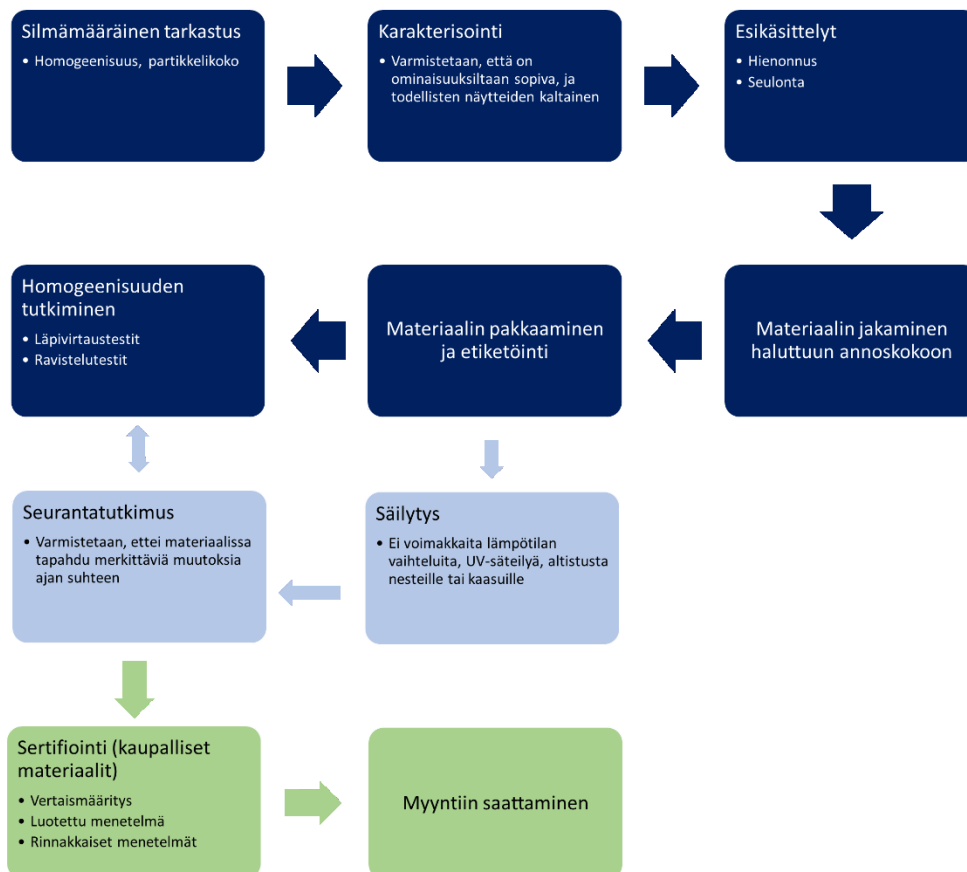 Silmämääräinen tarkastus
• Homogeenisuus, partikkelikoko
Karakterisointi
• Varmistetaan, että on
ominaisuuksiltaan sopiva, ja
todellisten näytteiden kaltainen
Esikäsittelyt
• Hienonnus
• Seulonta
Homogeenisuuden
tutkiminen
• Läpivirtaustestit
• Ravistelutestit
Materiaalin pakkaaminen
ja etiketöinti
Materiaalin jakaminen
haluttuun annoskokoon
Seurantatutkimus
• Varmistetaan, ettei materiaalissa
tapahdu merkittäviä muutoksia
ajan suhteen
Säilytys
• Ei voimakkaita lämpötilan
vaihteluita, UV-säteilyä, altistusta
nesteille tai kaasuille
Sertifiointi (kaupalliset
materiaalit)
• Vertaismääritys
• Luotettu menetelmä
• Rinnakkaiset menetelmät
Myyntiin saattaminen